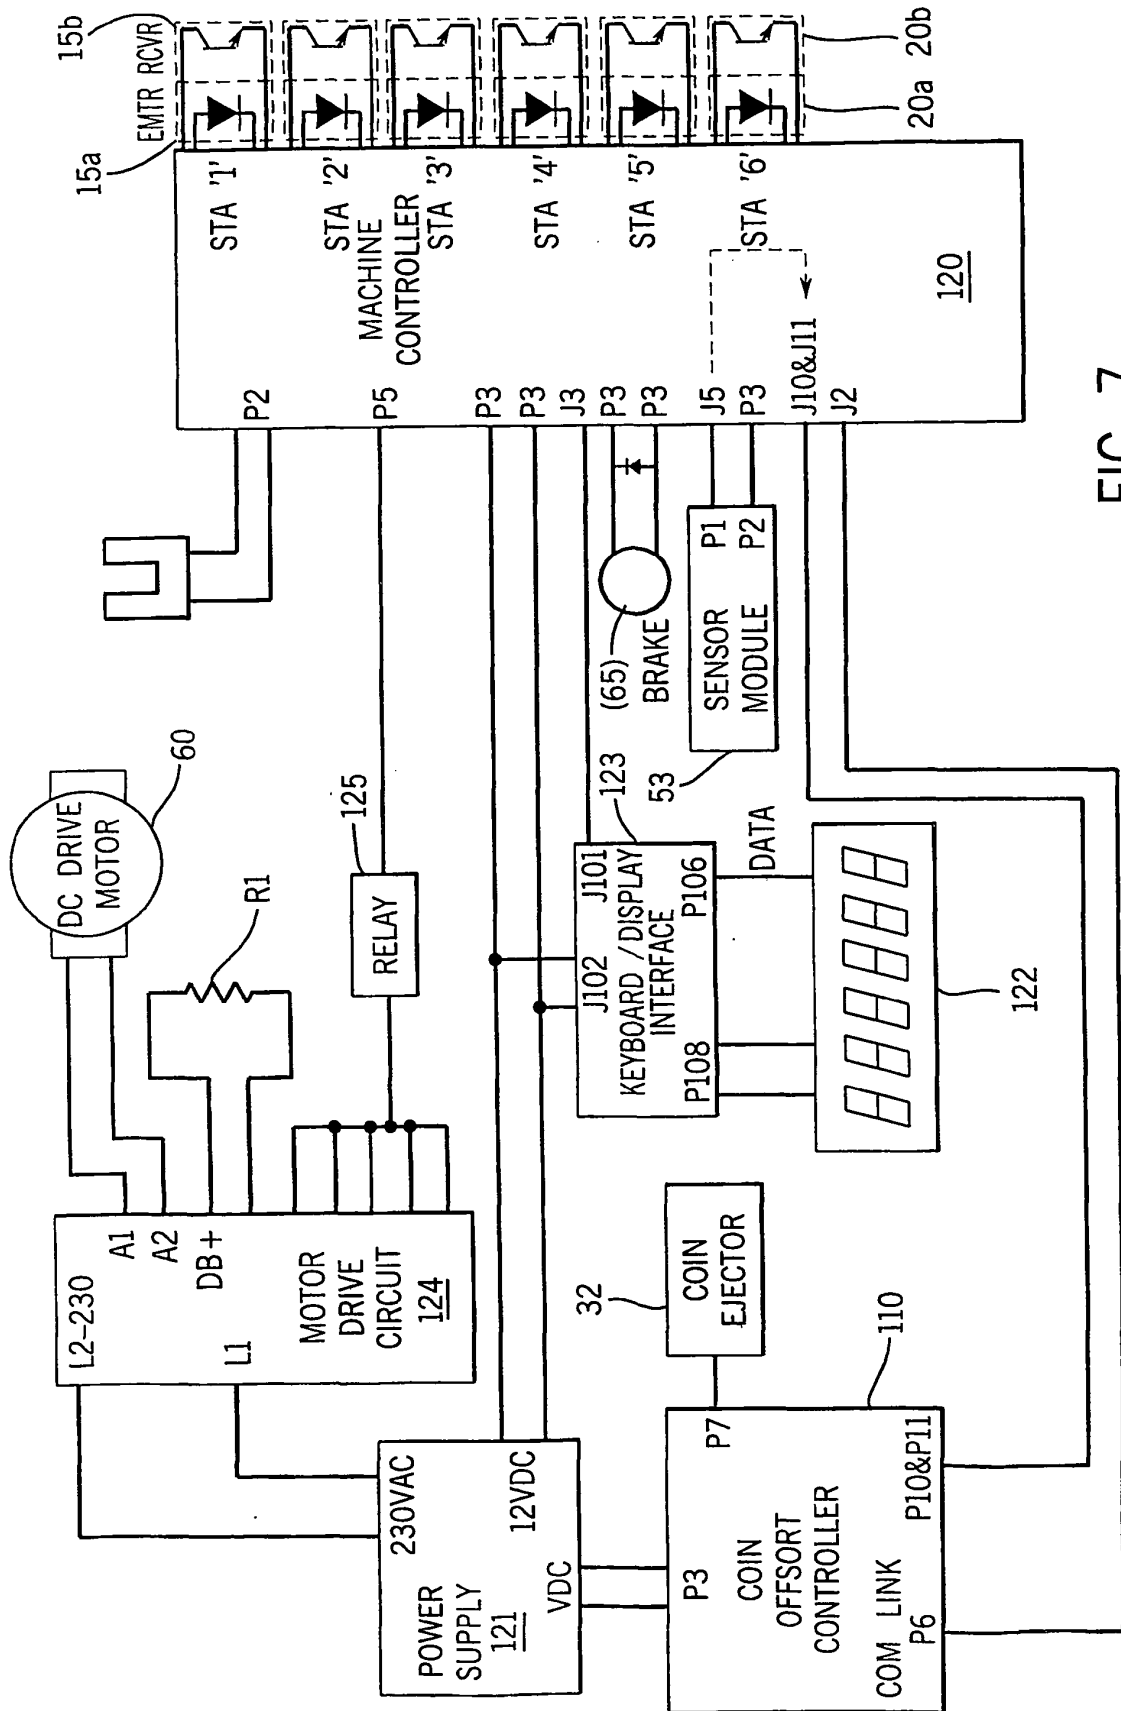 DC DRIVE
MOTOR
60
R1
A1
A2
DB+
L2-230
L1
MOTOR
DRIVE
CIRCUIT
124
RELAY
125
230VAC
12VDC
VDC
POWER
SUPPLY
121
P2
P5
P3
P3
J3
P3
P3
J5
P3
J10&J11
J2
MACHINE
CONTROLLER
120
STA '1'
STA '2'
STA '3'
STA '4'
STA '5'
STA '6'
EMTR
RCVR
15a
15b
20a
20b
(65)
BRAKE
P1
P2
SENSOR
MODULE
53
J101
J102
KEYBOARD/DISPLAY
INTERFACE
P106
P108
123
DATA
122
COIN
EJECTOR
32
P7
P3
COIN
OFFSORT
CONTROLLER
110
P10&P11
COM LINK
P6
FIG. 7